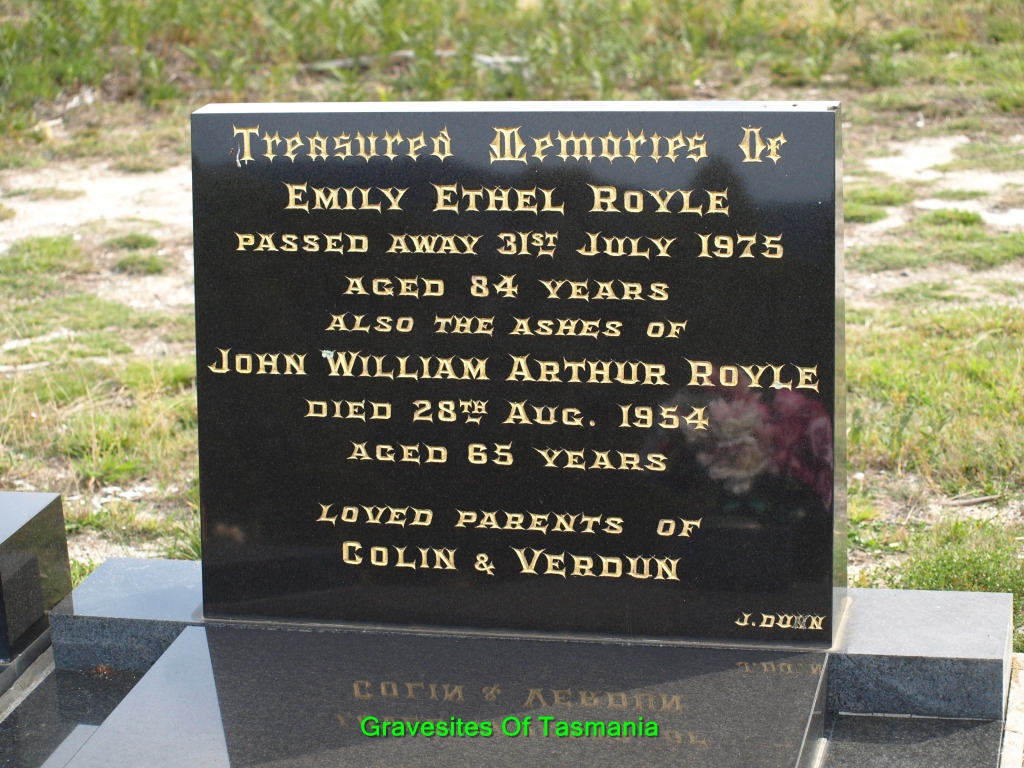 Treasured Memories Of
EMILY ETHEL ROYLE
PASSED AWAY 31ST JULY 1975
AGED 84 YEARS
ALSO THE ASHES OF
JOHN WILLIAM ARTHUR ROYLE
DIED 28TH AUG. 1954
AGED 65 YEARS
LOVED PARENTS OF
COLIN & VERDUN
J. DUNN
COLIN & VERDUN
Gravesites Of Tasmania